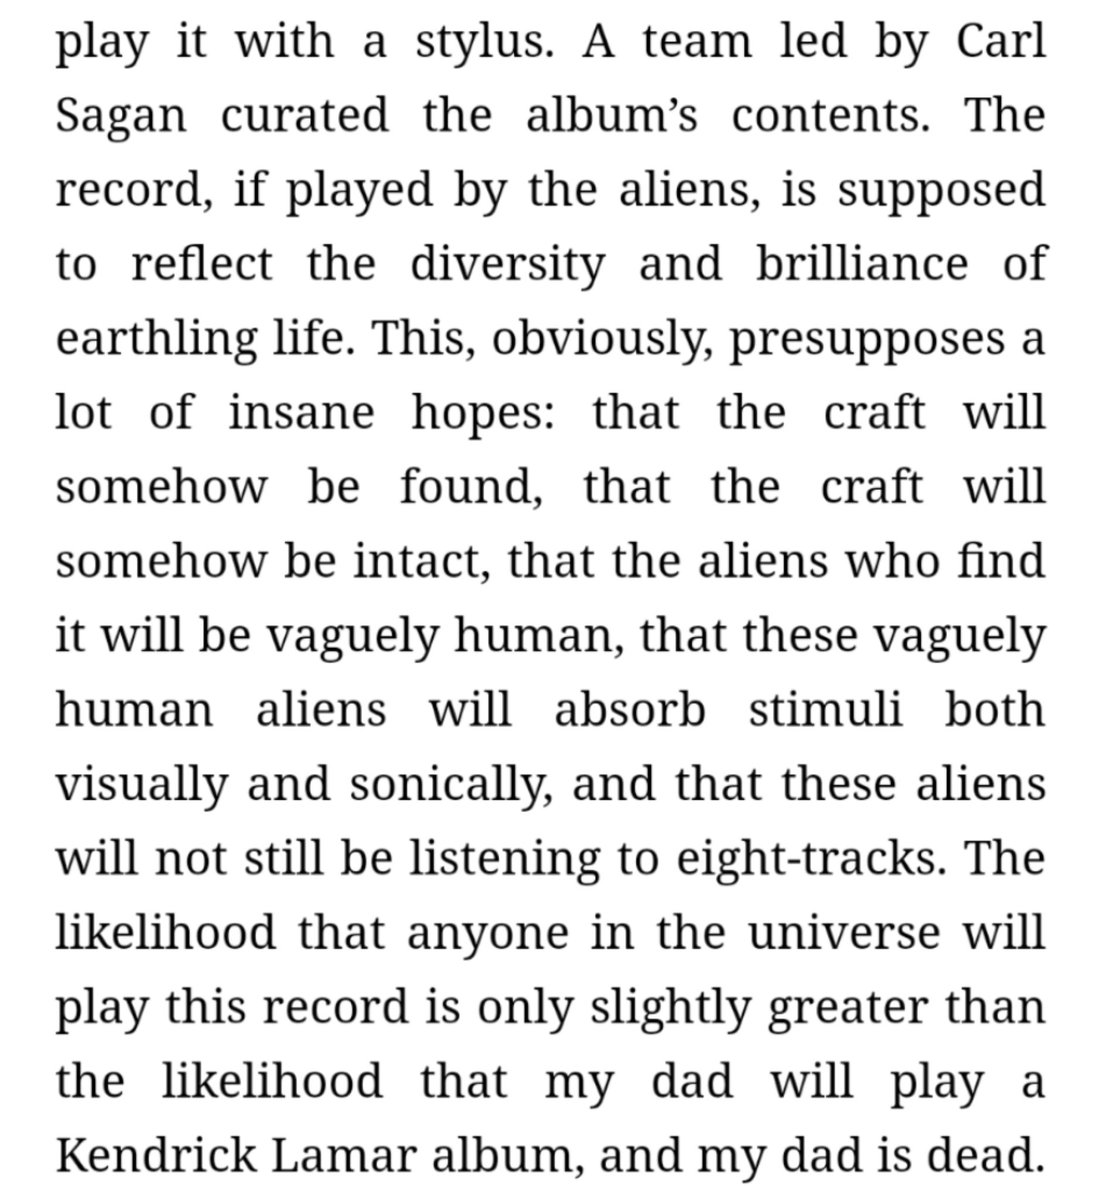 play it with a stylus. A team led by Carl
Sagan curated the album’s contents. The
record, if played by the aliens, is supposed
to reflect the diversity and brilliance of
earthling life. This, obviously, presupposes a
lot of insane hopes: that the craft will
somehow be found, that the craft will
somehow be intact, that the aliens who find
it will be vaguely human, that these vaguely
human aliens will absorb stimuli both
visually and sonically, and that these aliens
will not still be listening to eight-tracks. The
likelihood that anyone in the universe will
play this record is only slightly greater than
the likelihood that my dad will play a
Kendrick Lamar album, and my dad is dead.